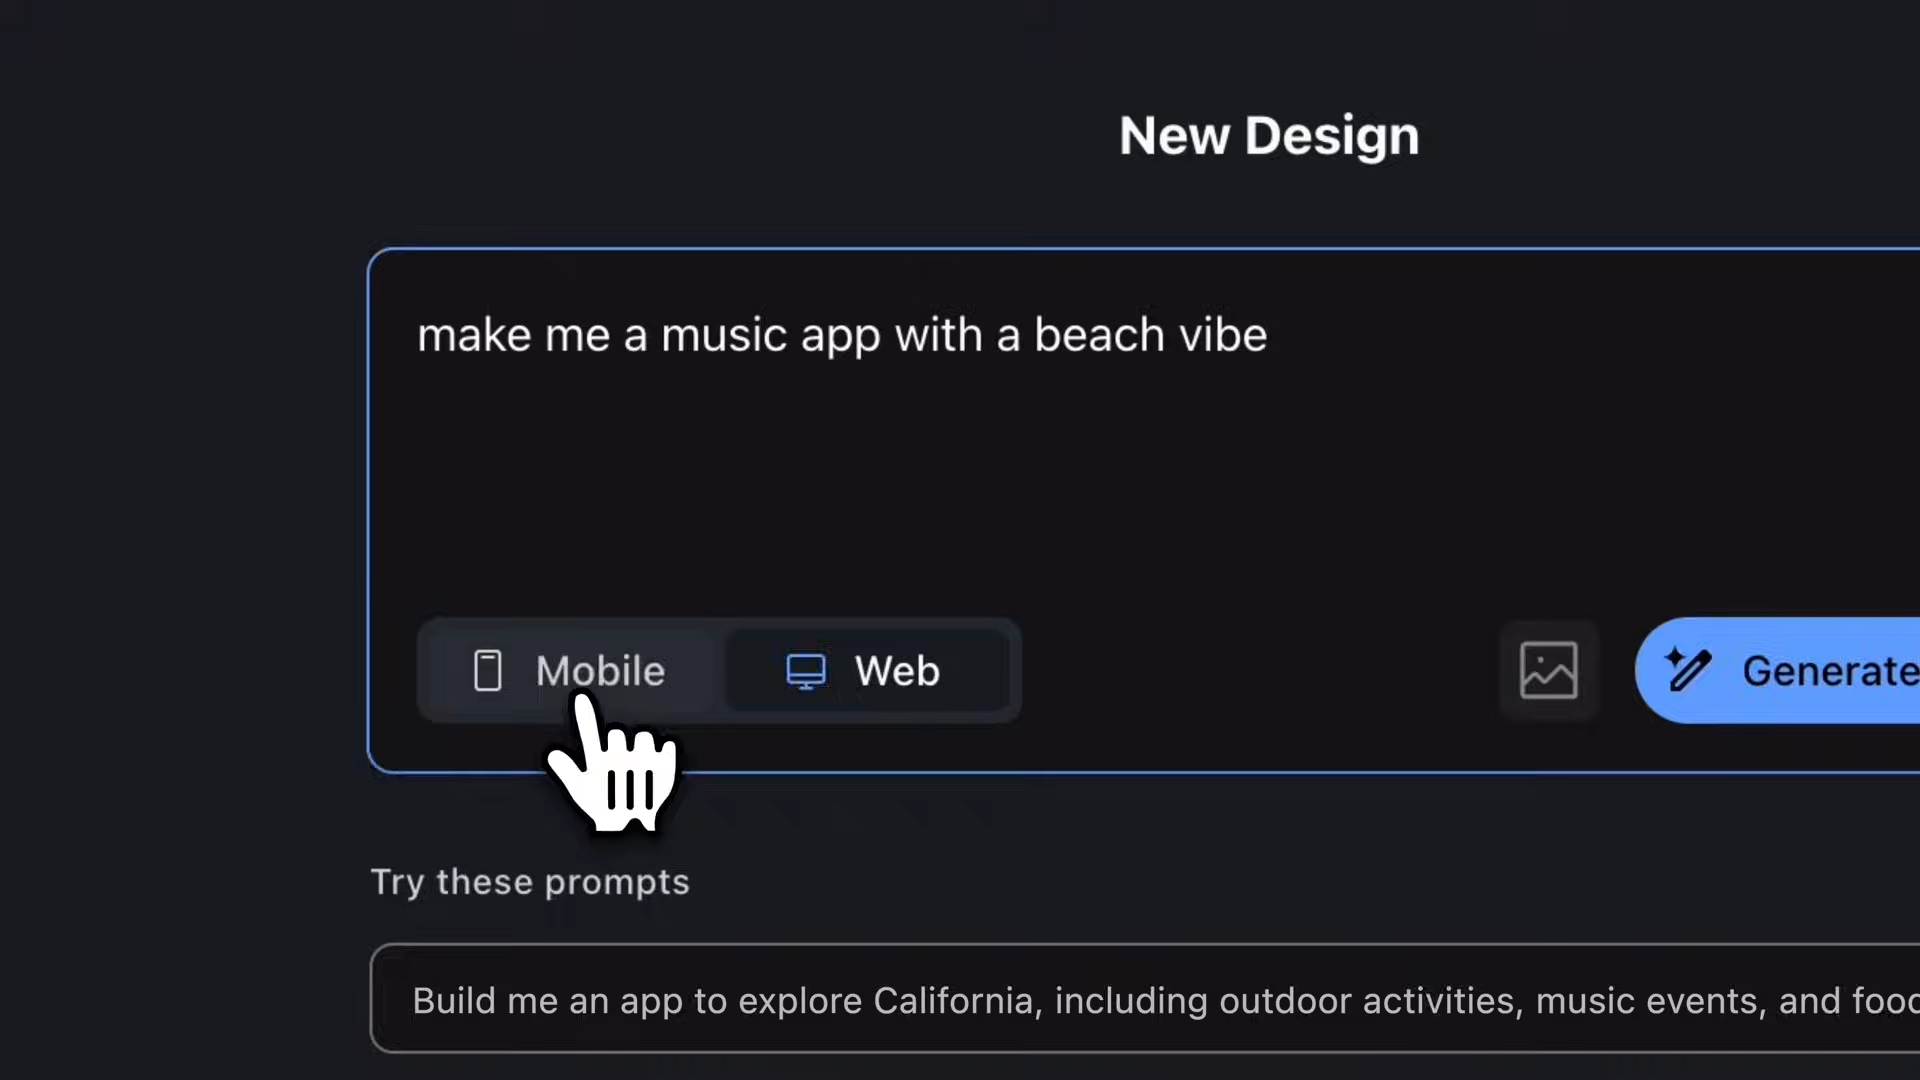 New Design
make me a music app with a beach vibe
Mobile
Web
Generate
Try these prompts
Build me an app to explore California, including outdoor activities, music events, and food